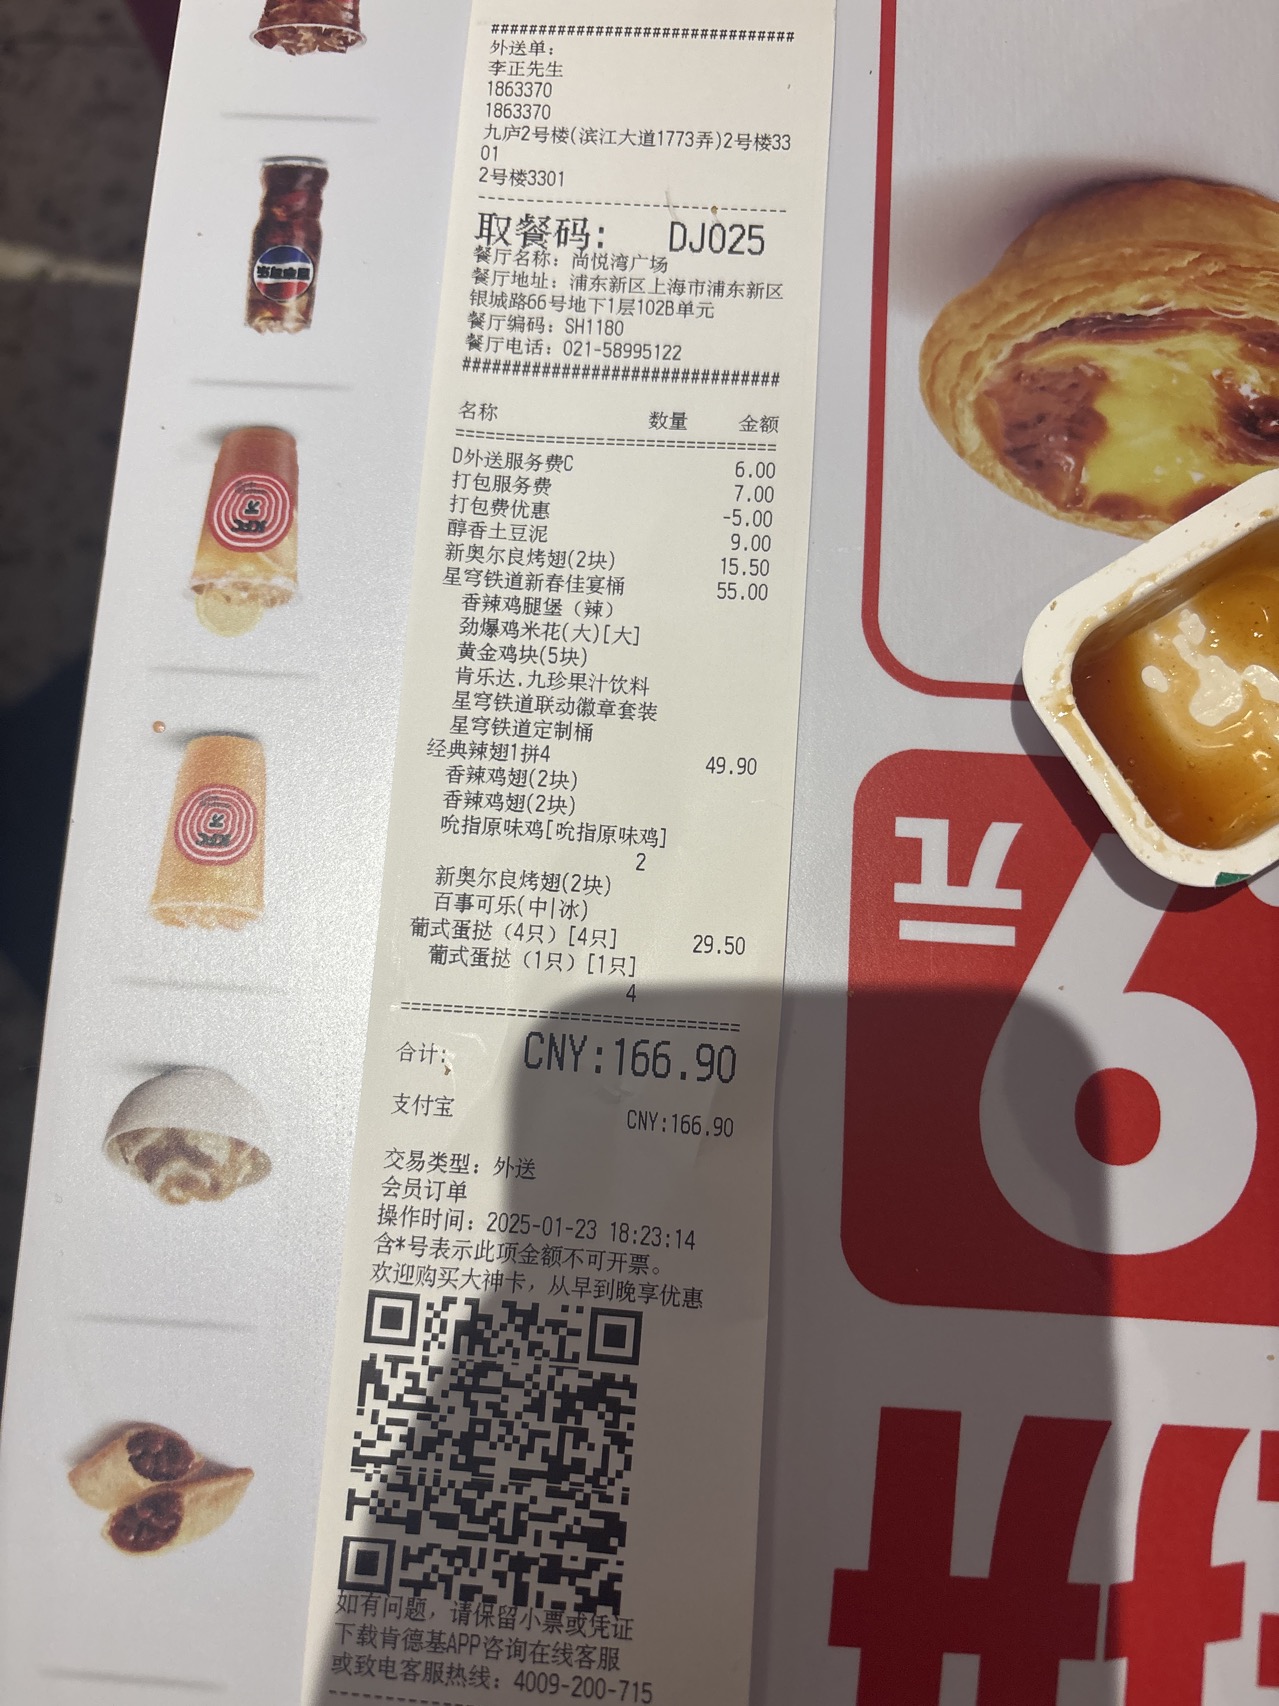 ##############################
外送单:
李正先生
1863370
1863370
九庐2号楼(滨江大道1773弄)2号楼33
01
2号楼3301
取餐码: DJ025
餐厅名称: 尚悦湾广场
餐厅地址: 浦东新区上海市浦东新区
银城路66号地下1层102B单元
餐厅编码: SH1180
餐厅电话: 021-58995122
##############################
名称 数量 金额
D外送服务费C 6.00
打包服务费 7.00
打包费优惠 -5.00
醇香土豆泥 9.00
新奥尔良烤翅(2块) 15.50
星穹铁道新春佳宴桶 55.00
香辣鸡腿堡（辣）
劲爆鸡米花(大)[大]
黄金鸡块(5块)
肯乐达.九珍果汁饮料
星穹铁道联动徽章套装
星穹铁道定制桶
经典辣翅1拼4 49.90
香辣鸡翅(2块)
香辣鸡翅(2块)
吮指原味鸡[吮指原味鸡]
2
新奥尔良烤翅(2块)
百事可乐(中|冰)
葡式蛋挞（4只）[4只] 29.50
葡式蛋挞（1只）[1只]
4
合计: CNY:166.90
支付宝 CNY:166.90
交易类型: 外送
会员订单
操作时间: 2025-01-23 18:23:14
含*号表示此项金额不可开票。
欢迎购买大神卡，从早到晚享优惠
如有问题，请保留小票或凭证
下载肯德基APP咨询在线客服
或致电客服热线: 4009-200-715
百事可乐
KFC
KFC
元